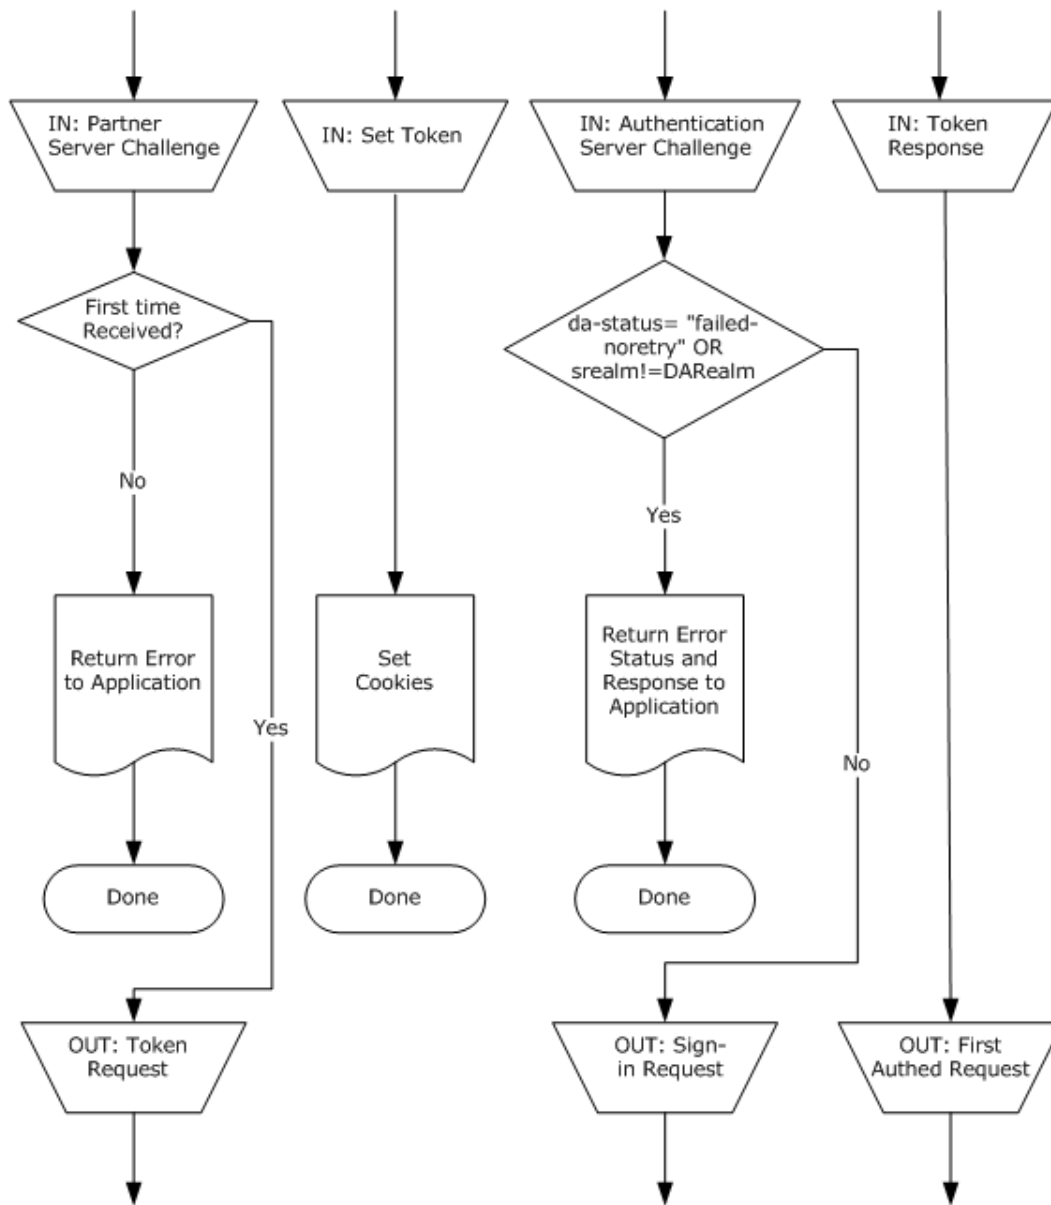 IN: Partner
Server Challenge
IN: Set Token
IN: Authentication
Server Challenge
IN: Token
Response
First time
Received?
da-status= "failed-
noretry" OR
srealm!=DARealm
No
Yes
Return Error
to Application
Set
Cookies
Return Error
Status and
Response to
Application
Yes
No
Done
Done
Done
OUT: Token
Request
OUT: Sign-
in Request
OUT: First
Authed Request